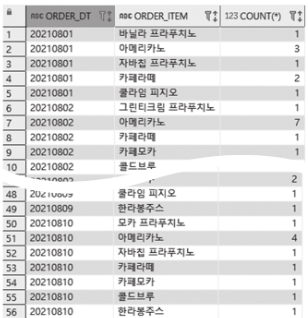 ABC ORDER_DT ABC ORDER_ITEM 123 COUNT(*)
1 20210801 바닐라 프라푸치노 1
2 20210801 아메리카노 3
3 20210801 자바칩 프라푸치노 1
4 20210801 카페라떼 2
5 20210801 쿨라임 피지오 1
6 20210802 그린티크림 프라푸치노 1
7 20210802 아메리카노 7
8 20210802 카페라떼 1
9 20210802 카페모카 1
10 20210802 콜드브루
2
48 20210809 쿨라임 피지오 1
49 20210809 한라봉주스 1
50 20210810 모카 프라푸치노 1
51 20210810 아메리카노 4
52 20210810 자바칩 프라푸치노 1
53 20210810 카페라떼 1
54 20210810 카페모카 1
55 20210810 콜드브루 1
56 20210810 한라봉주스 1